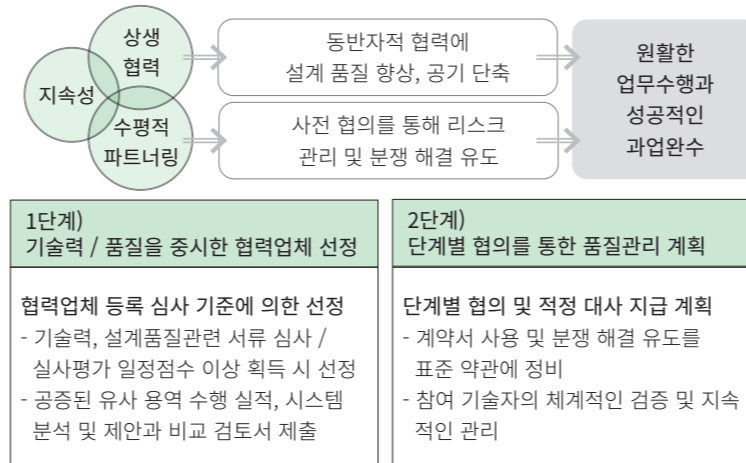 상생
협력
지속성
수평적
파트너링
동반자적 협력에
설계 품질 향상, 공기 단축
사전 협의를 통해 리스크
관리 및 분쟁 해결 유도
원활한
업무수행과
성공적인
과업완수
1단계)
기술력 / 품질을 중시한 협력업체 선정
협력업체 등록 심사 기준에 의한 선정
- 기술력, 설계품질관련 서류 심사 /
실사평가 일정점수 이상 획득 시 선정
- 공증된 유사 용역 수행 실적, 시스템
분석 및 제안과 비교 검토서 제출
2단계)
단계별 협의를 통한 품질관리 계획
단계별 협의 및 적정 대사 지급 계획
- 계약서 사용 및 분쟁 해결 유도를
표준 약관에 정비
- 참여 기술자의 체계적인 검증 및 지속
적인 관리